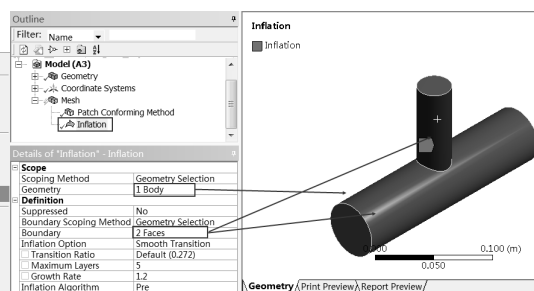 Outline
Filter: Name
Model (A3)
Geometry
Coordinate Systems
Mesh
Patch Conforming Method
Inflation
Details of "Inflation" - Inflation
Scope
Scoping Method Geometry Selection
Geometry 1 Body
Definition
Suppressed No
Boundary Scoping Method Geometry Selection
Boundary 2 Faces
Inflation Option Smooth Transition
Transition Ratio Default (0.272)
Maximum Layers 5
Growth Rate 1.2
Inflation Algorithm Pre
Inflation
Inflation
0.000 0.100 (m)
0.050
Geometry Print Preview Report Preview